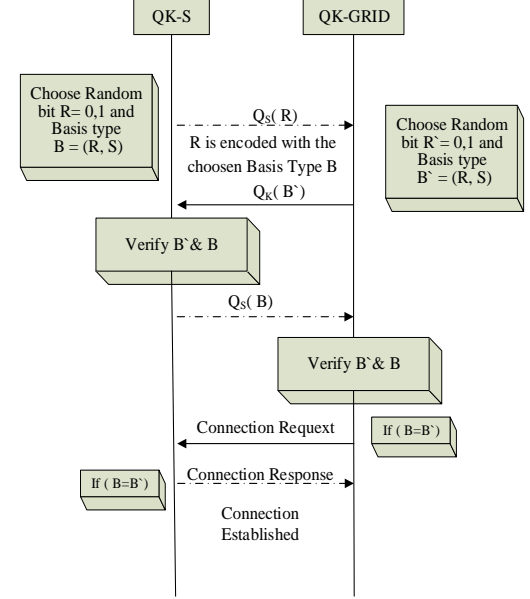 QK-S
QK-GRID
Choose Random
bit R= 0,1 and
Basis type
B = (R, S)
QS( R)
R is encoded with the
choosen Basis Type B
QK( B`)
Choose Random
bit R`= 0,1 and
Basis type
B` = (R, S)
Verify B`& B
QS( B)
Verify B`& B
Connection Requext
If ( B=B`)
If ( B=B`)
Connection Response
Connection
Established